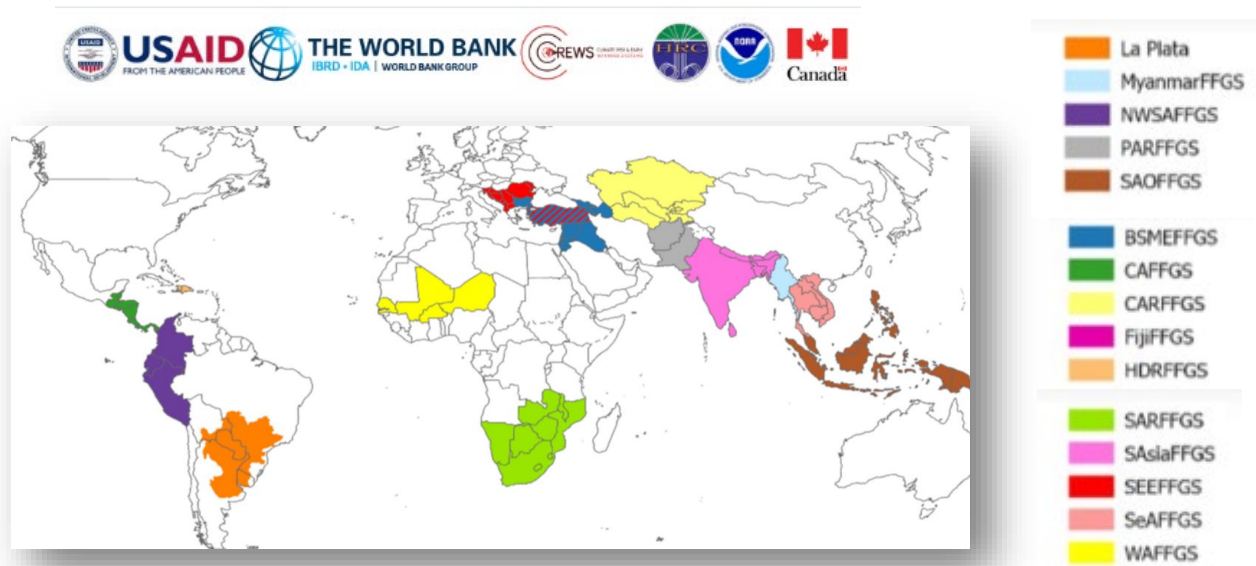 USAID
USAID
FROM THE AMERICAN PEOPLE
THE WORLD BANK
IBRD • IDA | WORLD BANK GROUP
CREWS
HRC
NOAA
Canada
La Plata
MyanmarFFGS
NWSAFFGS
PARFFGS
SAOFFGS
BSMEFFGS
CAFFGS
CARFFGS
FijiFFGS
HDRFFGS
SARFFGS
SAsiaFFGS
SEEFFGS
SeAFFGS
WAFFGS